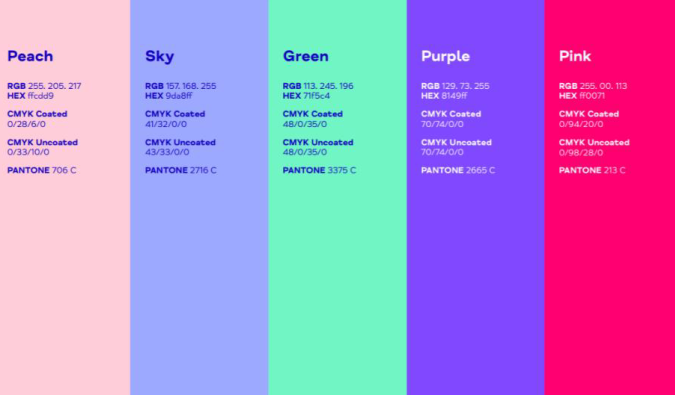 Peach
RGB 255. 205. 217
HEX ffcdd9
CMYK Coated
0/28/6/0
CMYK Uncoated
0/33/10/0
PANTONE 706 C
Sky
RGB 157. 168. 255
HEX 9da8ff
CMYK Coated
41/32/0/0
CMYK Uncoated
43/33/0/0
PANTONE 2716 C
Green
RGB 113. 245. 196
HEX 71f5c4
CMYK Coated
48/0/35/0
CMYK Uncoated
48/0/35/0
PANTONE 3375 C
Purple
RGB 129. 73. 255
HEX 8149ff
CMYK Coated
70/74/0/0
CMYK Uncoated
70/74/0/0
PANTONE 2665 C
Pink
RGB 255. 00. 113
HEX ff0071
CMYK Coated
0/94/20/0
CMYK Uncoated
0/98/28/0
PANTONE 213 C